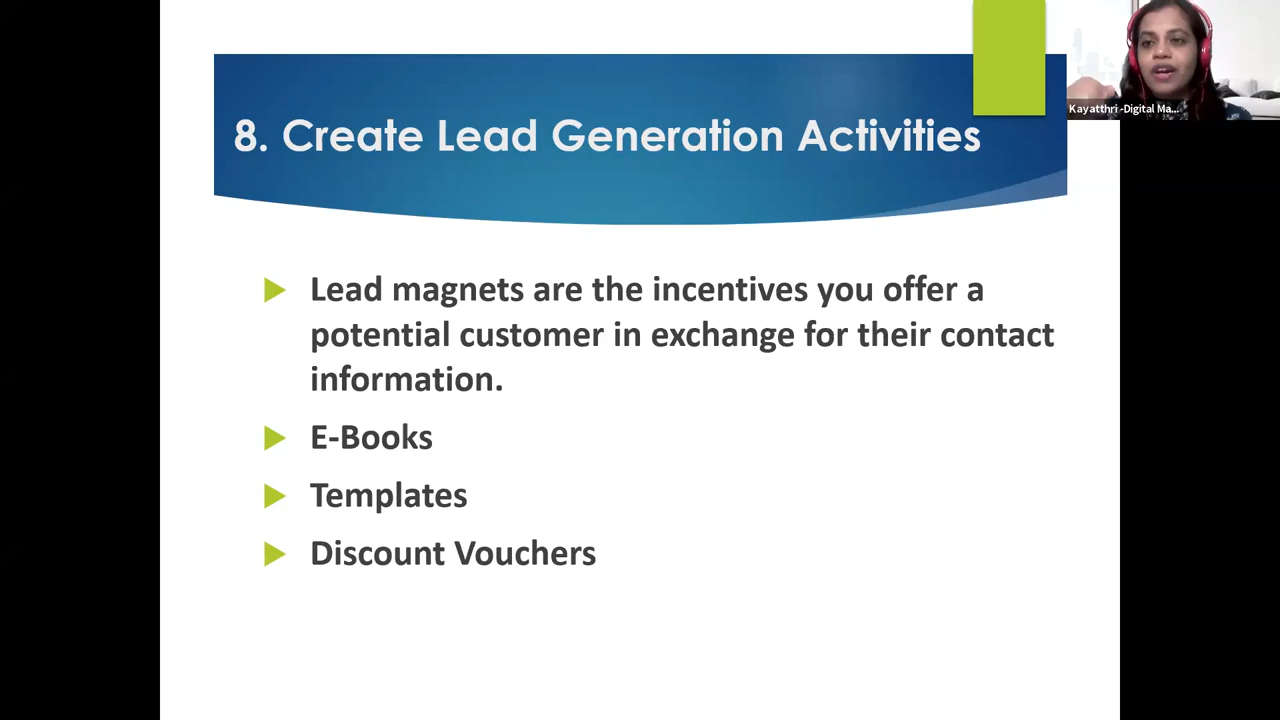 8. Create Lead Generation Activities
Kayatthri -Digital Ma...
Lead magnets are the incentives you offer a
potential customer in exchange for their contact
information.
E-Books
Templates
Discount Vouchers